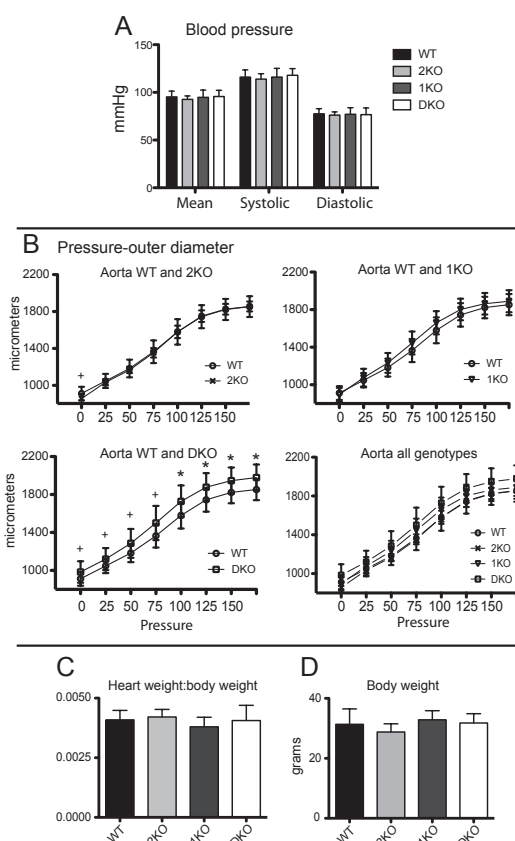 A Blood pressure
mmHg
150
100
50
0
Mean Systolic Diastolic
WT
2KO
1KO
DKO
B Pressure-outer diameter
Aorta WT and 2KO
micrometers
2200
1800
1400
1000
+
WT
2KO
0 25 50 75 100 125 150
Aorta WT and 1KO
2200
1800
1400
1000
WT
1KO
0 25 50 75 100 125 150
Aorta WT and DKO
micrometers
2200
1800
1400
1000
+ + + + * * * *
WT
DKO
0 25 50 75 100 125 150
Pressure
Aorta all genotypes
2200
1800
1400
1000
WT
2KO
1KO
DKO
0 25 50 75 100 125 150
Pressure
C
Heart weight:body weight
0.0050
0.0025
0.0000
WT 2KO 1KO DKO
D
Body weight
grams
40
20
0
WT 2KO 1KO DKO